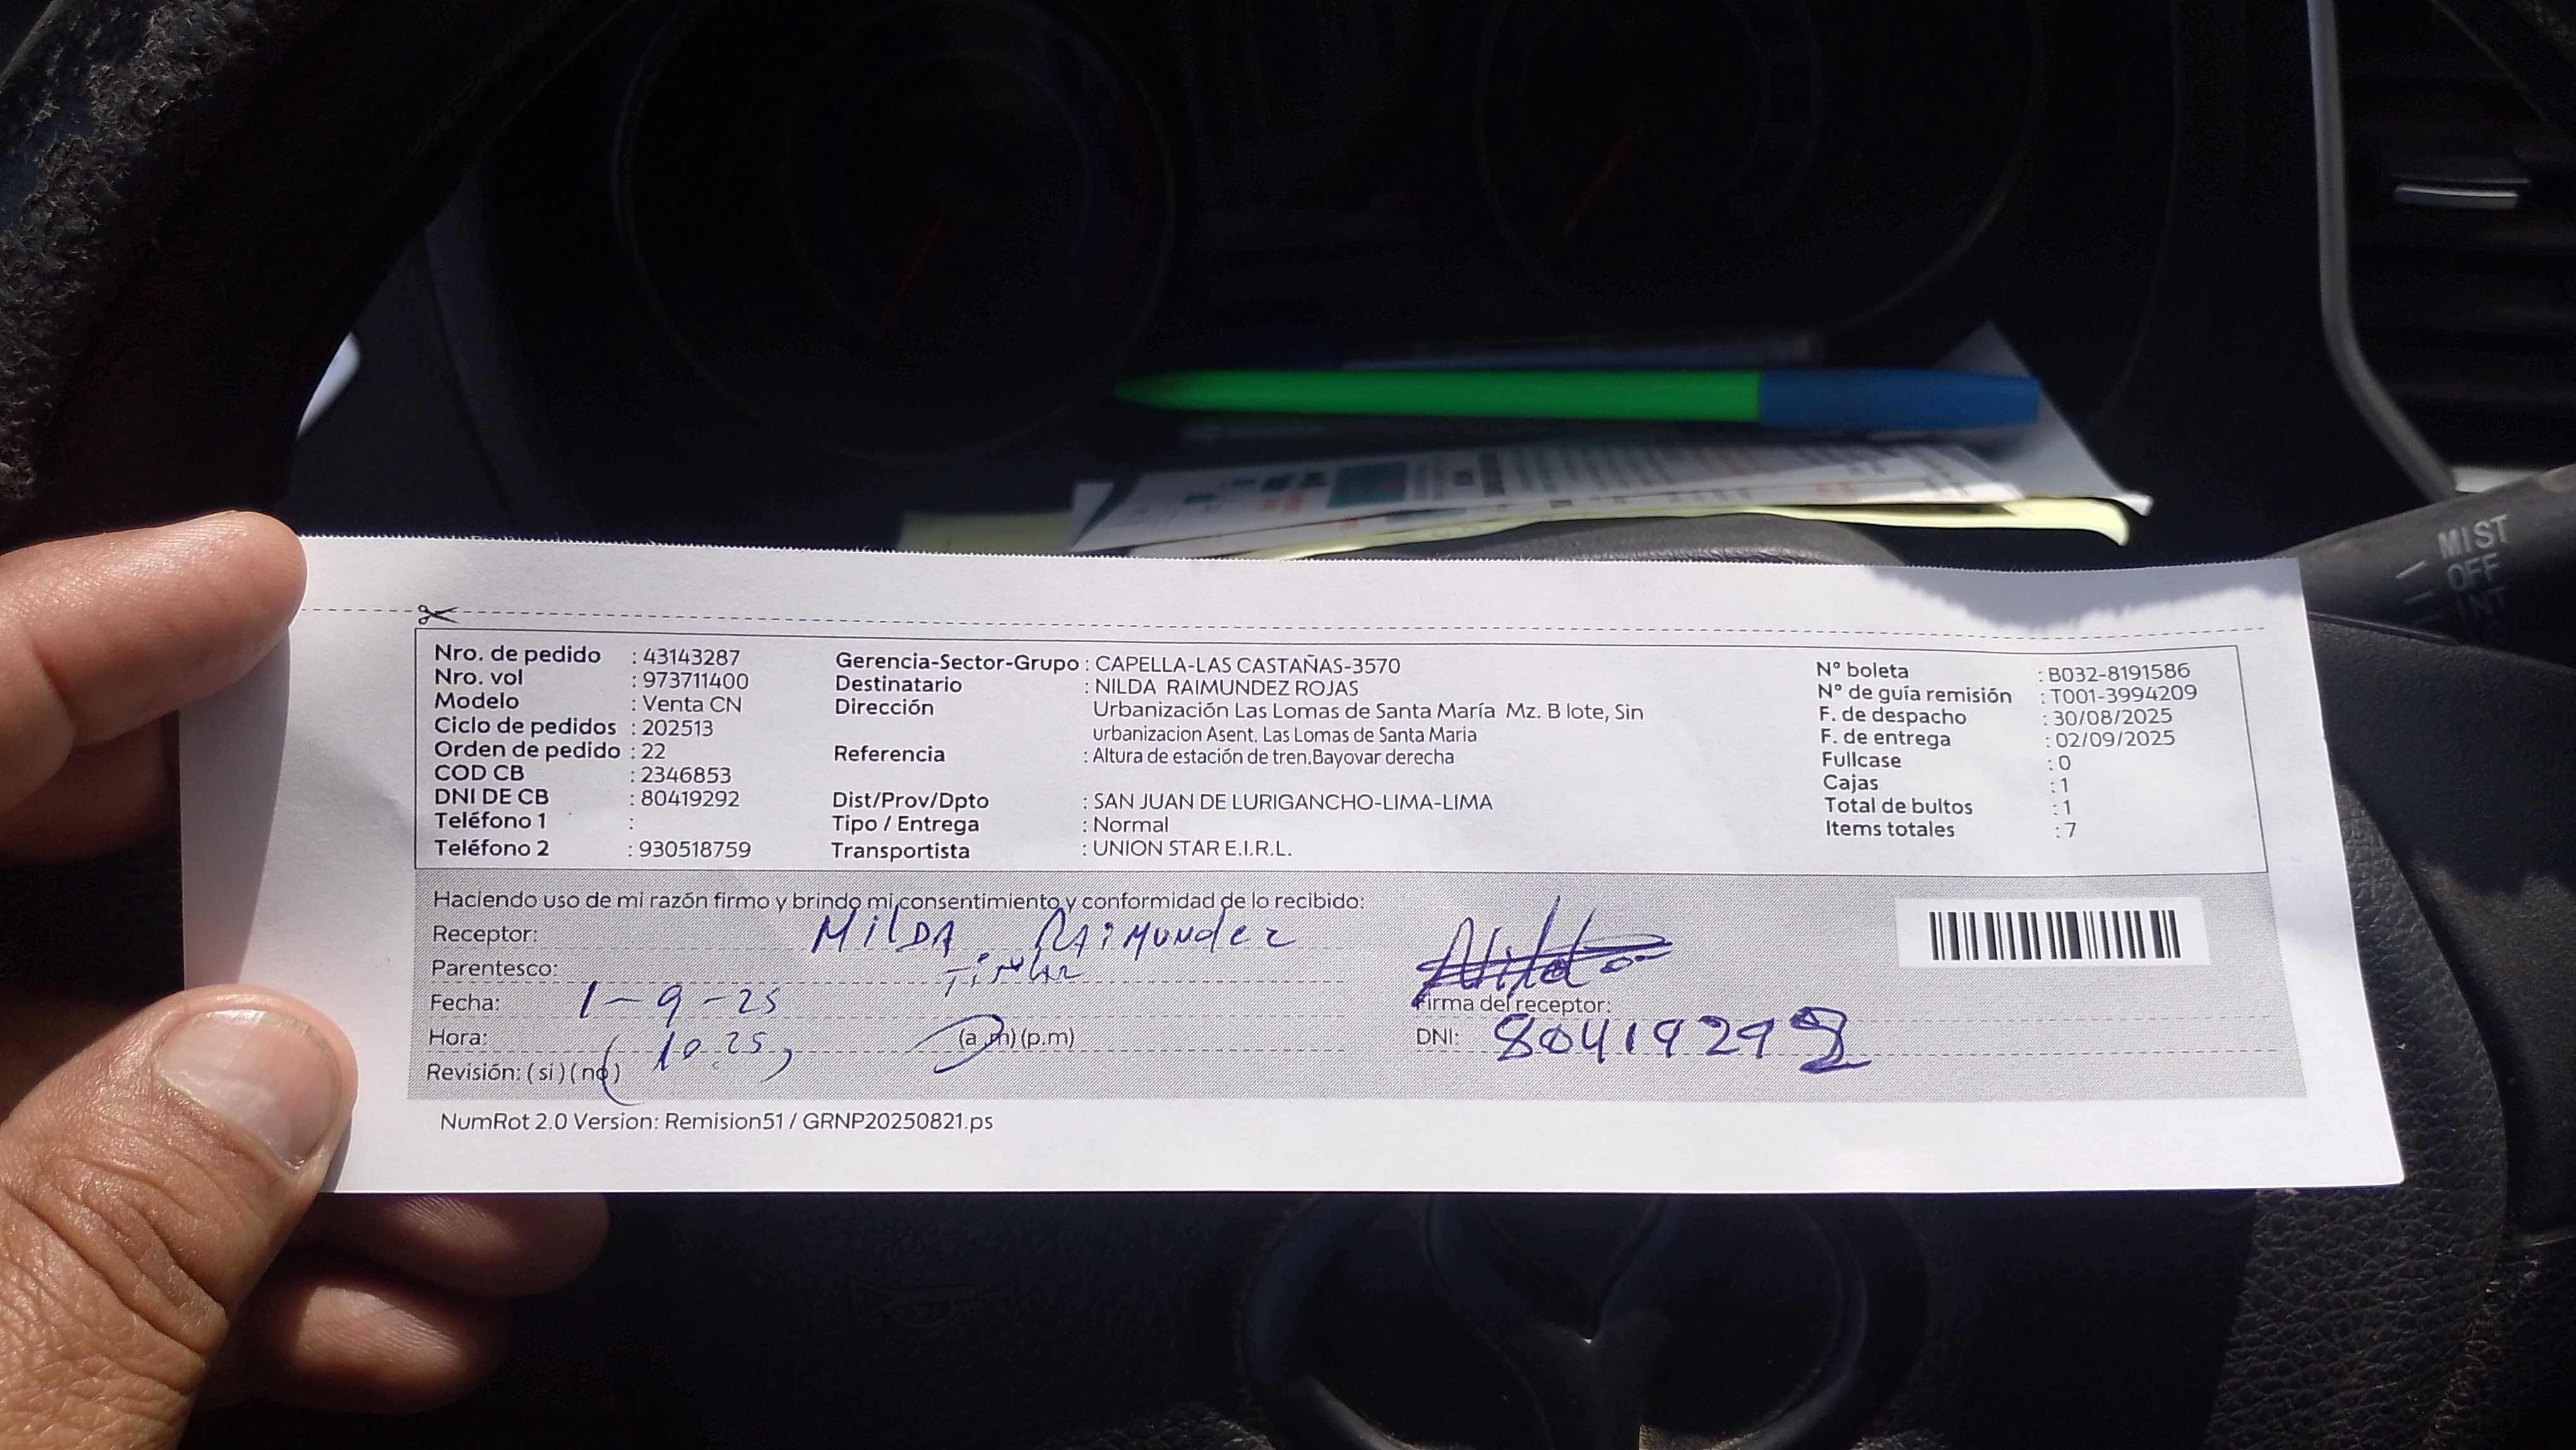 MIST
OFF
INT
Nro. de pedido : 43143287
Nro. vol : 973711400
Modelo : Venta CN
Ciclo de pedidos : 202513
Orden de pedido : 22
COD CB : 2346853
DNI DE CB : 80419292
Teléfono 1 :
Teléfono 2 : 930518759
Gerencia-Sector-Grupo : CAPELLA-LAS CASTAÑAS-3570
Destinatario : NILDA RAIMUNDEZ ROJAS
Dirección Urbanización Las Lomas de Santa María Mz. B lote, Sin
urbanizacion Asent. Las Lomas de Santa Maria
Referencia : Altura de estación de tren.Bayovar derecha
Dist/Prov/Dpto : SAN JUAN DE LURIGANCHO-LIMA-LIMA
Tipo / Entrega : Normal
Transportista : UNION STAR E.I.R.L.
N° boleta : B032-8191586
N° de guía remisión : T001-3994209
F. de despacho : 30/08/2025
F. de entrega : 02/09/2025
Fullcase : 0
Cajas : 1
Total de bultos : 1
Items totales : 7
Haciendo uso de mi razón firmo y brindo mi consentimiento y conformidad de lo recibido:
Receptor: NilDA RAiMUNdez
Parentesco: Titular
Fecha: 1-9-25
Hora: 10.25 (a.m) (p.m)
Revisión: (si) (no)
Nilda
Firma del receptor:
DNI: 80419292
NumRot 2.0 Version: Remision51 / GRNP20250821.ps